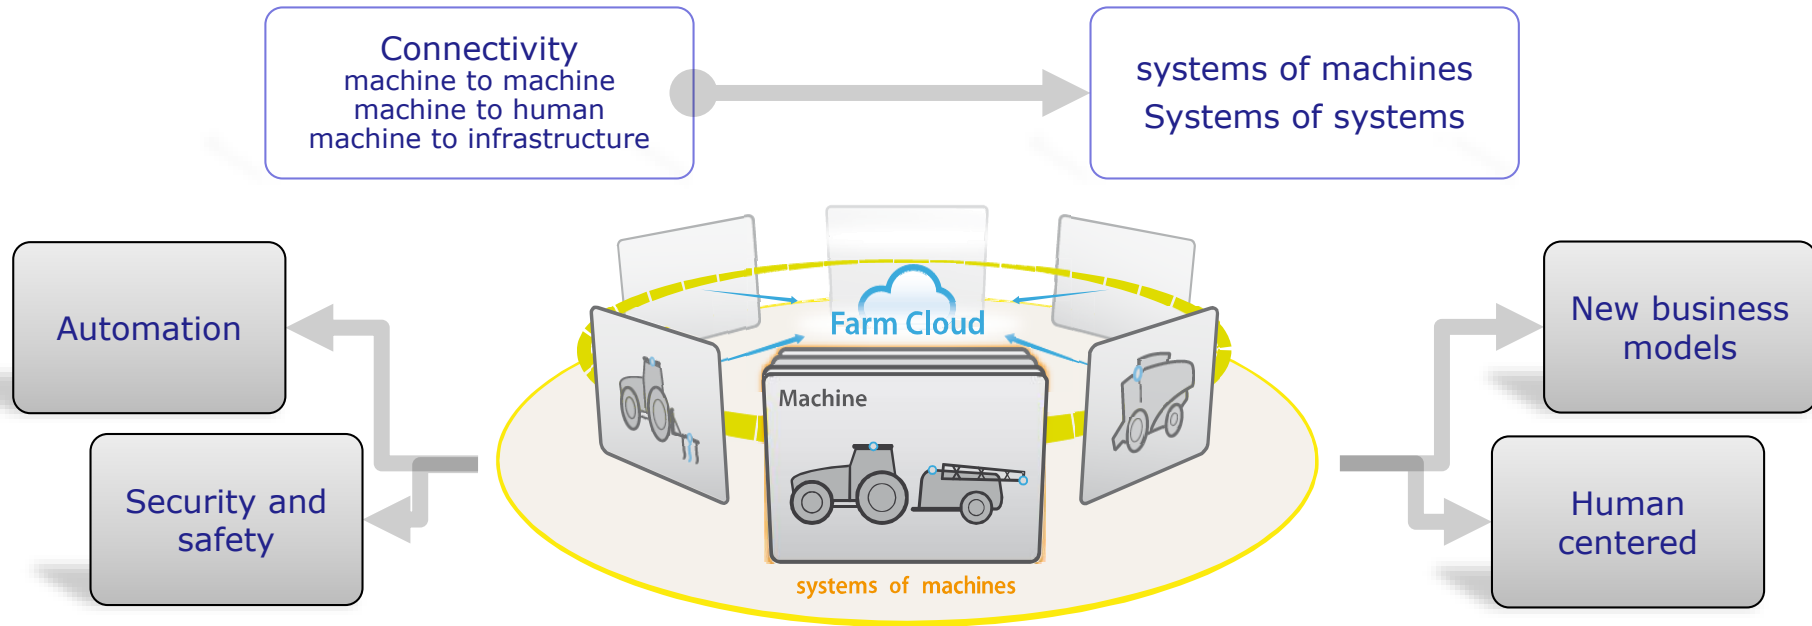 Connectivity
machine to machine
machine to human
machine to infrastructure
systems of machines
Systems of systems
Automation
Security and
safety
Farm Cloud
Machine
systems of machines
New business
models
Human
centered